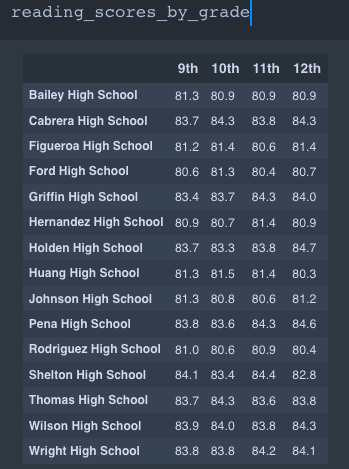 reading_scores_by_grade
9th 10th 11th 12th
Bailey High School 81.3 80.9 80.9 80.9
Cabrera High School 83.7 84.3 83.8 84.3
Figueroa High School 81.2 81.4 80.6 81.4
Ford High School 80.6 81.3 80.4 80.7
Griffin High School 83.4 83.7 84.3 84.0
Hernandez High School 80.9 80.7 81.4 80.9
Holden High School 83.7 83.3 83.8 84.7
Huang High School 81.3 81.5 81.4 80.3
Johnson High School 81.3 80.8 80.6 81.2
Pena High School 83.8 83.6 84.3 84.6
Rodriguez High School 81.0 80.6 80.9 80.4
Shelton High School 84.1 83.4 84.4 82.8
Thomas High School 83.7 84.3 83.6 83.8
Wilson High School 83.9 84.0 83.8 84.3
Wright High School 83.8 83.8 84.2 84.1